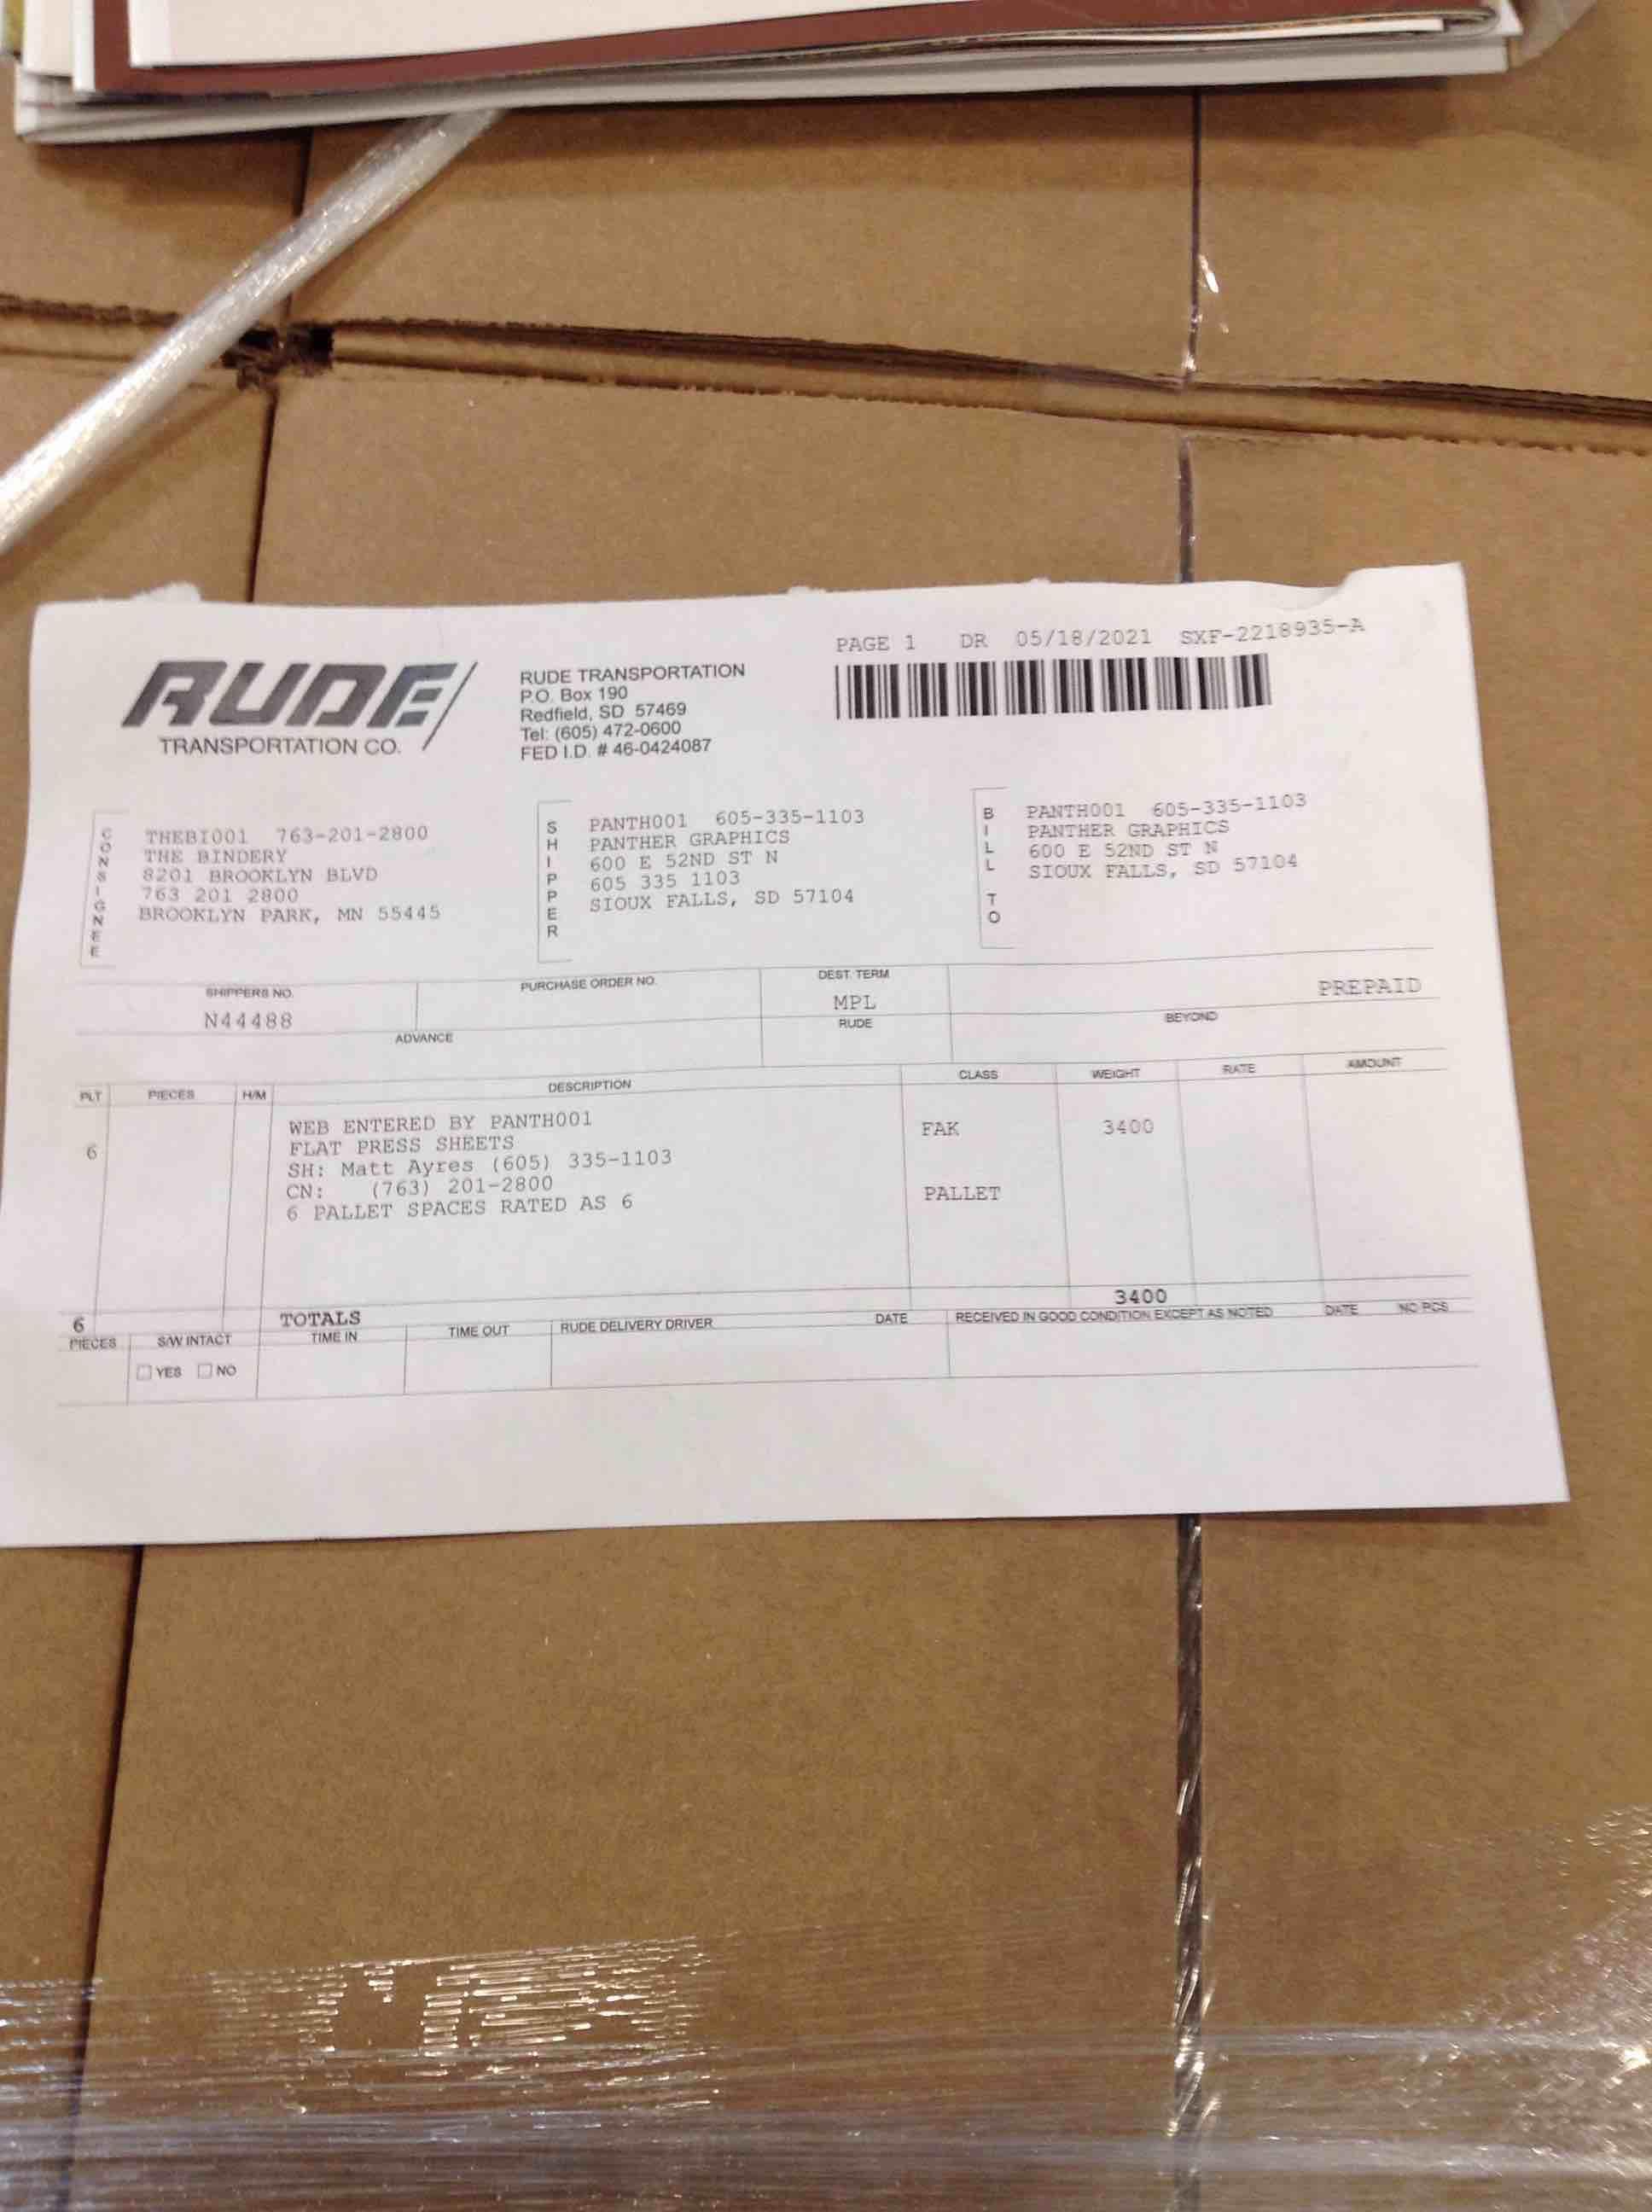 PAGE 1 DR 05/18/2021 SXF-2218935-A
RUDE
TRANSPORTATION CO.
RUDE TRANSPORTATION
P.O. Box 190
Redfield, SD 57469
Tel: (605) 472-0600
FED I.D. # 46-0424087
CONSIGNEE
THEBI001 763-201-2800
THE BINDERY
8201 BROOKLYN BLVD
763 201 2800
BROOKLYN PARK, MN 55445
SHIPPER
PANTH001 605-335-1103
PANTHER GRAPHICS
600 E 52ND ST N
605 335 1103
SIOUX FALLS, SD 57104
BILL TO
PANTH001 605-335-1103
PANTHER GRAPHICS
600 E 52ND ST N
SIOUX FALLS, SD 57104
SHIPPERS NO. PURCHASE ORDER NO. DEST. TERM
N44488 MPL PREPAID
ADVANCE RUDE BEYOND
PLT PIECES H/M DESCRIPTION CLASS WEIGHT RATE AMOUNT
WEB ENTERED BY PANTH001 FAK 3400
6 FLAT PRESS SHEETS
SH: Matt Ayres (605) 335-1103
CN: (763) 201-2800 PALLET
6 PALLET SPACES RATED AS 6
6 TOTALS 3400
PIECES S/W INTACT TIME IN TIME OUT RUDE DELIVERY DRIVER DATE RECEIVED IN GOOD CONDITION EXCEPT AS NOTED DATE NO PCS
YES NO